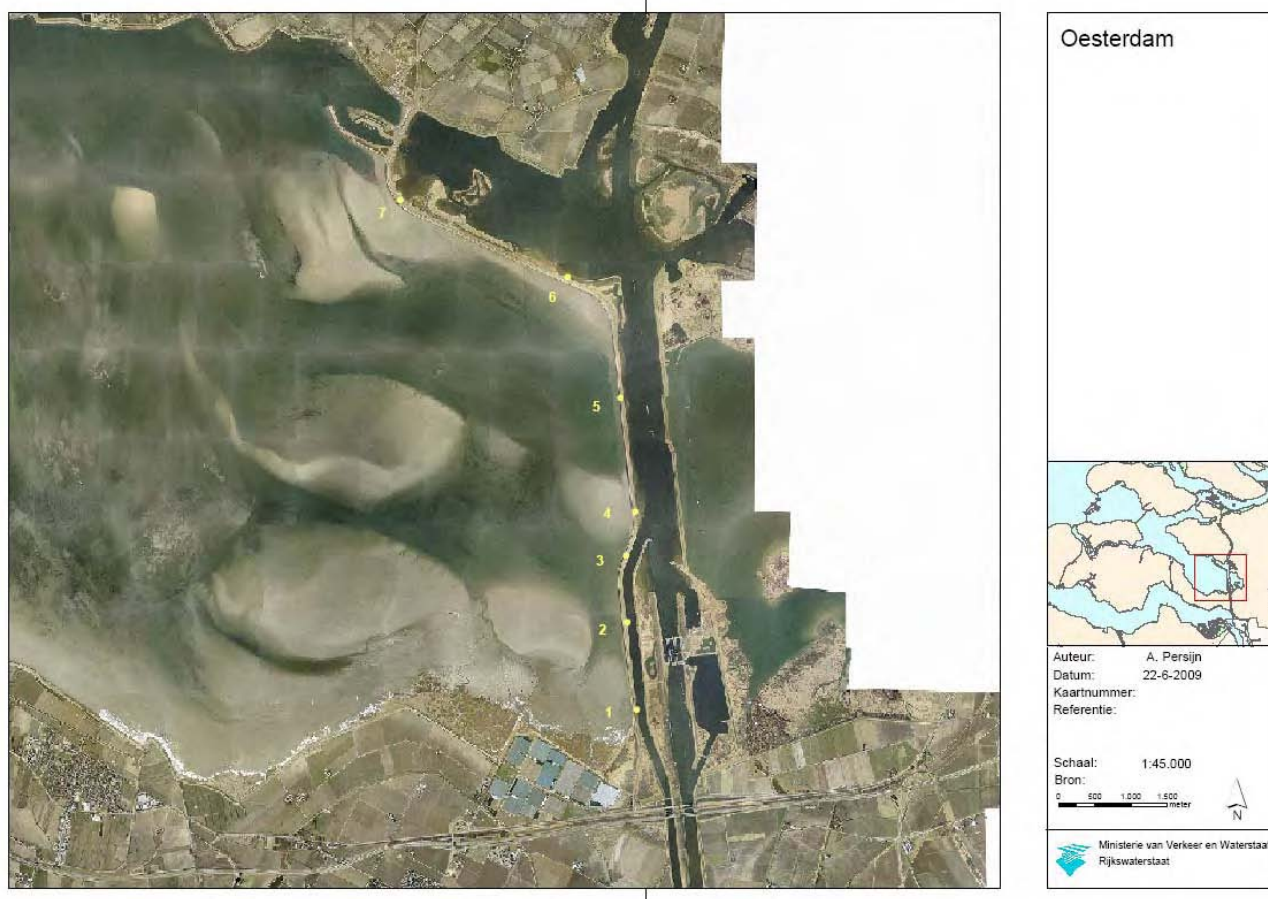 Oesterdam
7
6
5
4
3
2
1
Auteur: A. Persijn
Datum: 22-6-2009
Kaartnummer:
Referentie:
Schaal: 1:45.000
Bron:
0 500 1.000 1.500
meter
N
Ministerie van Verkeer en Waterstaat
Rijkswaterstaat